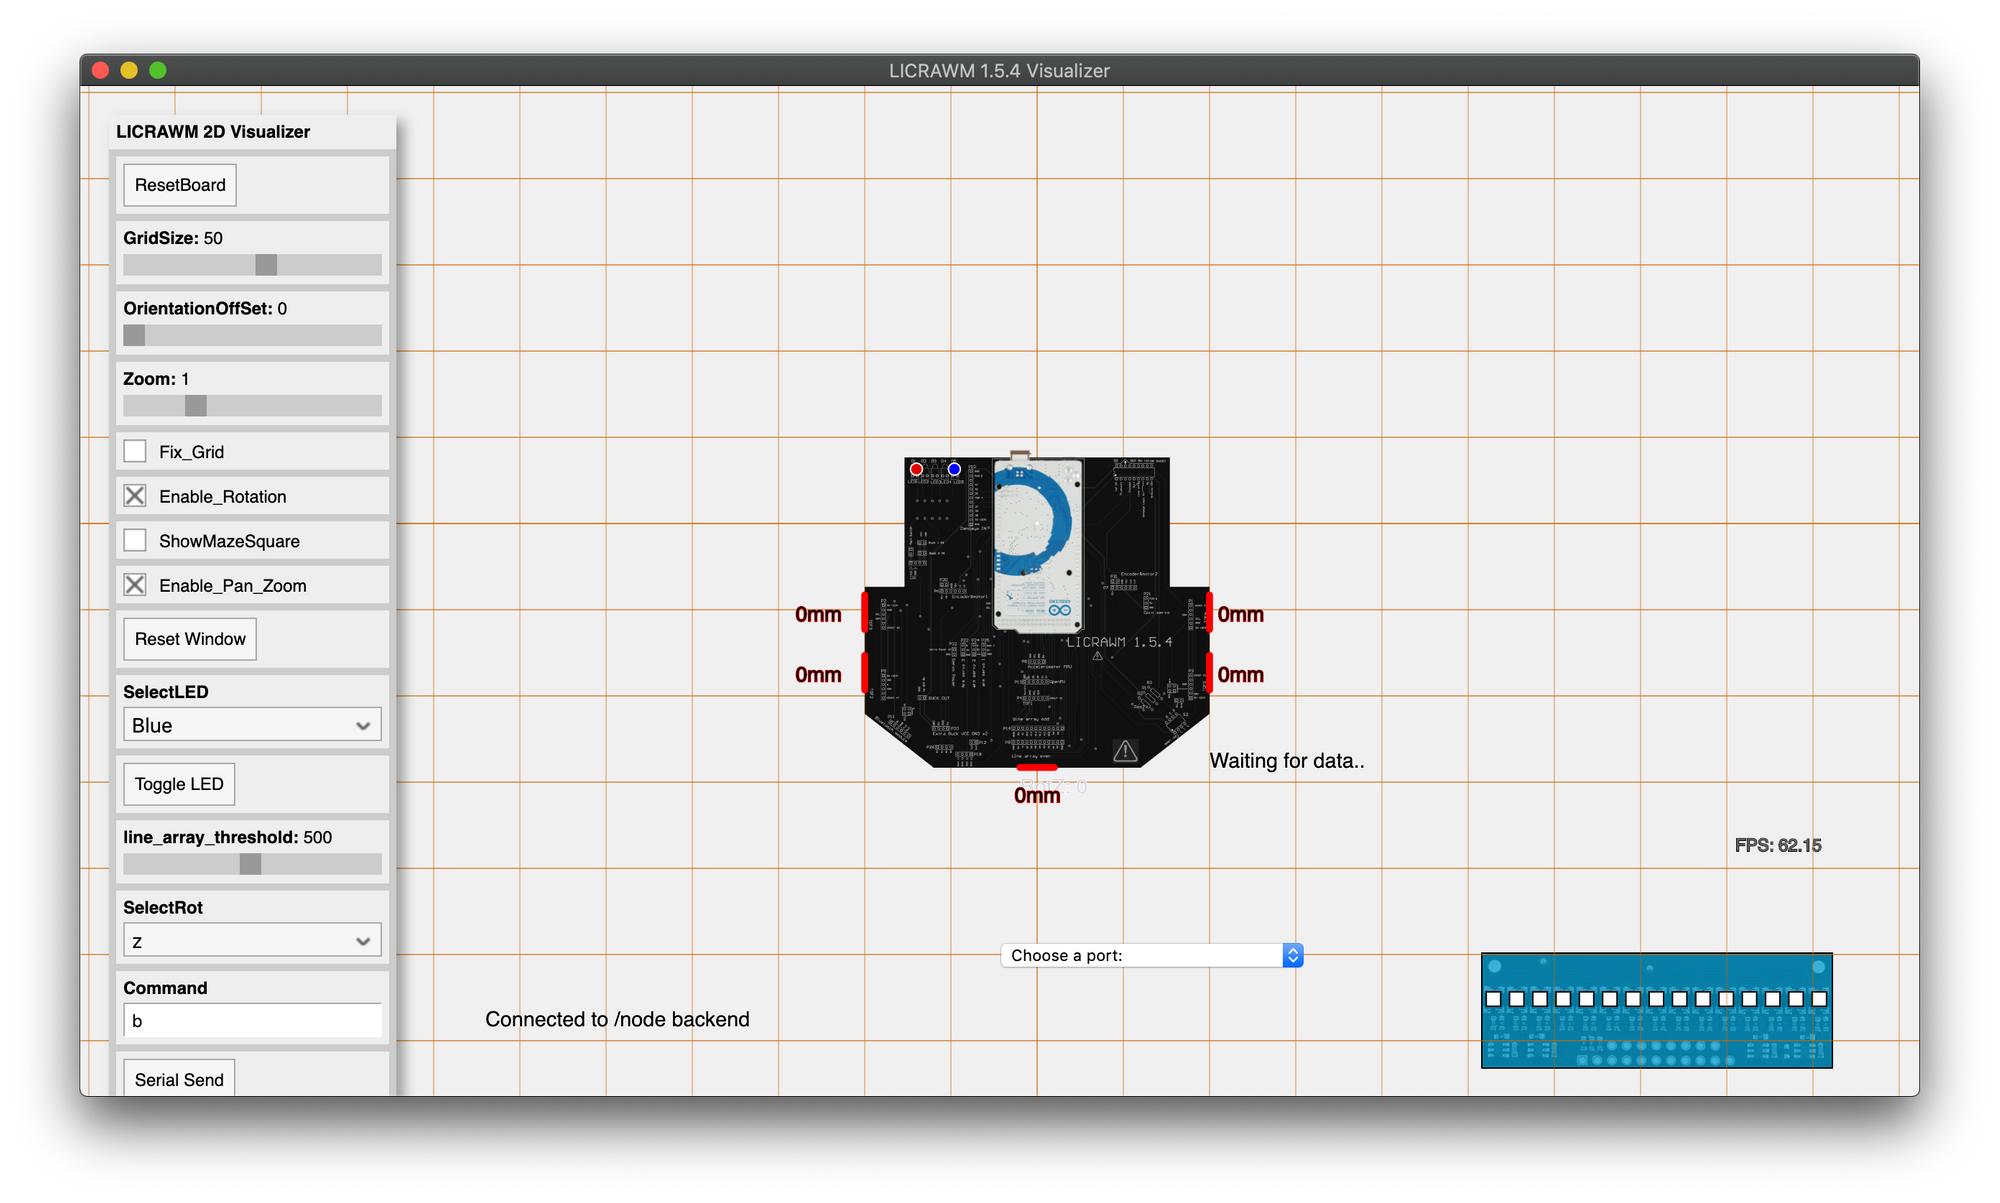 LICRAWM 1.5.4 Visualizer
LICRAWM 2D Visualizer
ResetBoard
GridSize: 50
OrientationOffSet: 0
Zoom: 1
Fix_Grid
Enable_Rotation
ShowMazeSquare
Enable_Pan_Zoom
Reset Window
SelectLED
Blue
Toggle LED
line_array_threshold: 500
SelectRot
z
Command
b
Serial Send
0mm
0mm
0mm
0mm
LICRAWM 1.5.4
Waiting for data..
0mm
FPS: 62.15
Choose a port:
Connected to /node backend